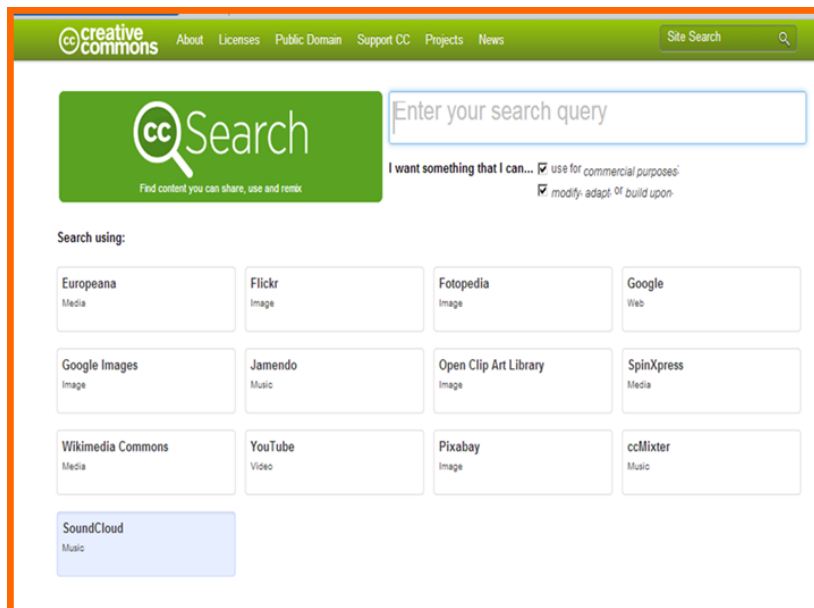 cc creative commons About Licenses Public Domain Support CC Projects News Site Search
cc Search
Find content you can share, use and remix
Enter your search query
I want something that I can... use for commercial purposes;
modify, adapt, or build upon.
Search using:
Europeana
Media
Flickr
Image
Fotopedia
Image
Google
Web
Google Images
Image
Jamendo
Music
Open Clip Art Library
Image
SpinXpress
Media
Wikimedia Commons
Media
YouTube
Video
Pixabay
Image
ccMixter
Music
SoundCloud
Music